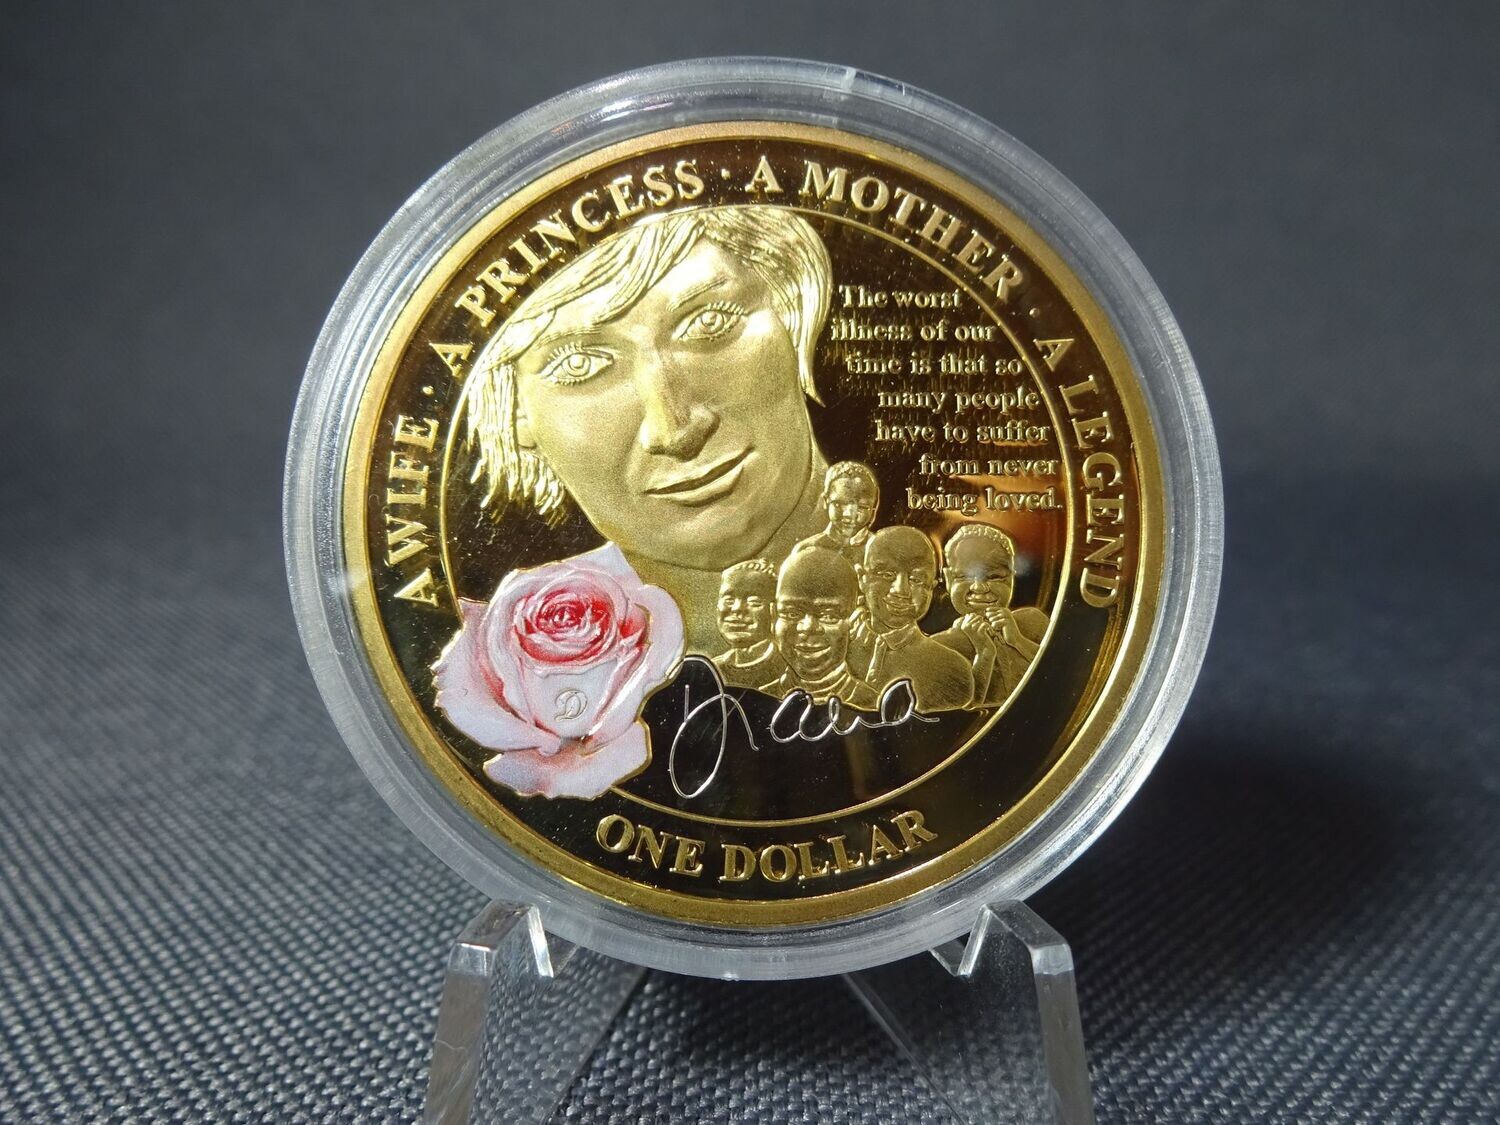 A WIFE · A PRINCESS · A MOTHER · A LEGEND
The worst
illness of our
time is that so
many people
have to suffer
from never
being loved.
D
Diana
ONE DOLLAR